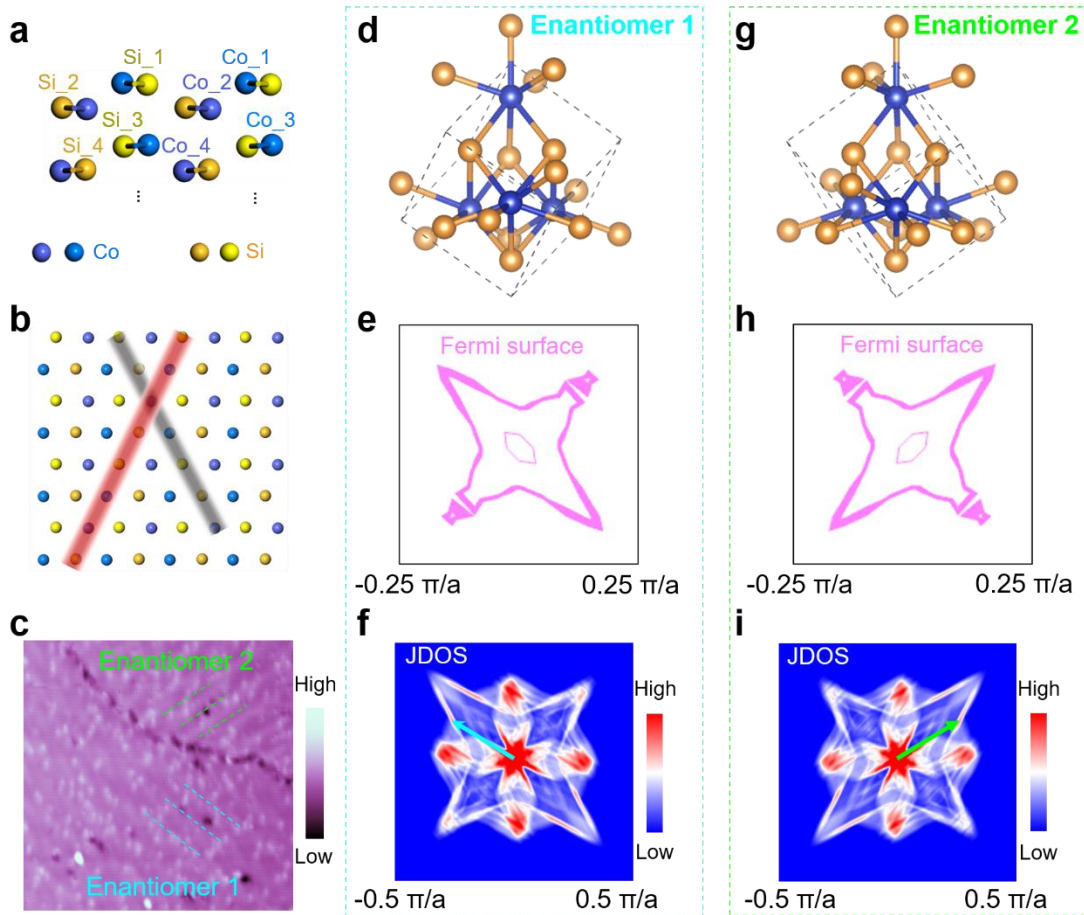 a
Si_1
Co_1
Si_2
Co_2
Si_3
Co_3
Si_4
Co_4
...
...
Co
Si
b
c
Enantiomer 2
Enantiomer 1
High
Low
d
Enantiomer 1
e
Fermi surface
-0.25 π/a
0.25 π/a
f
JDOS
High
Low
-0.5 π/a
0.5 π/a
g
Enantiomer 2
h
Fermi surface
-0.25 π/a
0.25 π/a
i
JDOS
High
Low
-0.5 π/a
0.5 π/a